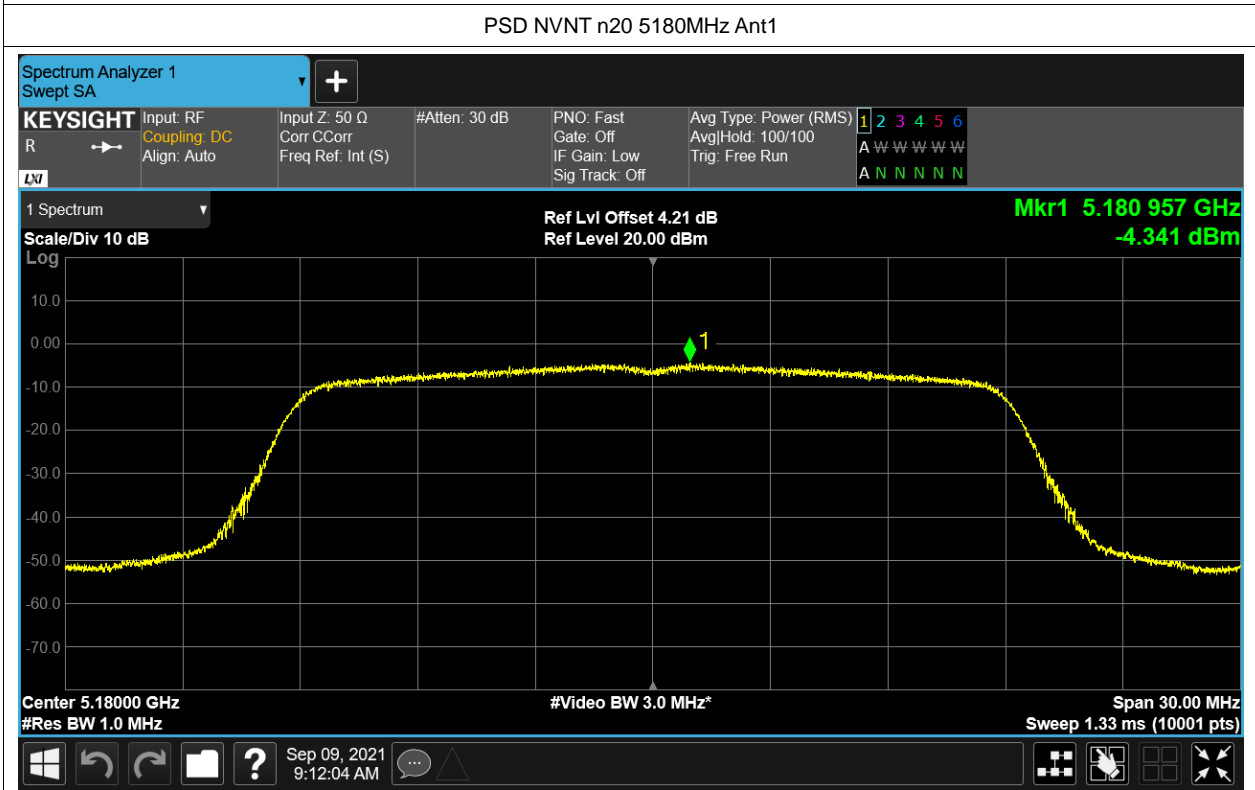 PSD NVNT n20 5180MHz Ant1
Spectrum Analyzer 1
Swept SA
KEYSIGHT
R
LXI
Input: RF
Coupling: DC
Align: Auto
Input Z: 50 Ω
Corr CCorr
Freq Ref: Int (S)
#Atten: 30 dB
PNO: Fast
Gate: Off
IF Gain: Low
Sig Track: Off
Avg Type: Power (RMS)
Avg|Hold: 100/100
Trig: Free Run
1 2 3 4 5 6
A W W W W W
A N N N N N
1 Spectrum
Scale/Div 10 dB
Log
Ref Lvl Offset 4.21 dB
Ref Level 20.00 dBm
Mkr1 5.180 957 GHz
-4.341 dBm
1
10.0
0.00
-10.0
-20.0
-30.0
-40.0
-50.0
-60.0
-70.0
Center 5.18000 GHz
#Res BW 1.0 MHz
#Video BW 3.0 MHz*
Span 30.00 MHz
Sweep 1.33 ms (10001 pts)
?
Sep 09, 2021
9:12:04 AM